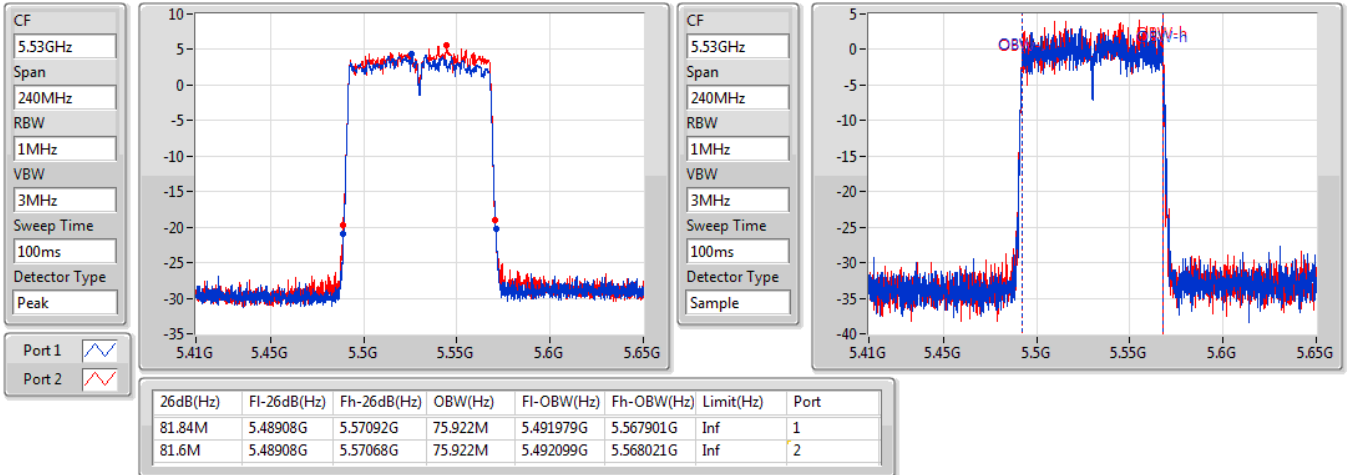 CF
5.53GHz
Span
240MHz
RBW
1MHz
VBW
3MHz
Sweep Time
100ms
Detector Type
Peak
Port 1
Port 2
10
5
0
-5
-10
-15
-20
-25
-30
-35
5.41G 5.45G 5.5G 5.55G 5.6G 5.65G
CF
5.53GHz
Span
240MHz
RBW
1MHz
VBW
3MHz
Sweep Time
100ms
Detector Type
Sample
5
0
-5
-10
-15
-20
-25
-30
-35
-40
OBW-h
5.41G 5.45G 5.5G 5.55G 5.6G 5.65G
26dB(Hz) Fl-26dB(Hz) Fh-26dB(Hz) OBW(Hz) Fl-OBW(Hz) Fh-OBW(Hz) Limit(Hz) Port
81.84M 5.48908G 5.57092G 75.922M 5.491979G 5.567901G Inf 1
81.6M 5.48908G 5.57068G 75.922M 5.492099G 5.568021G Inf 2